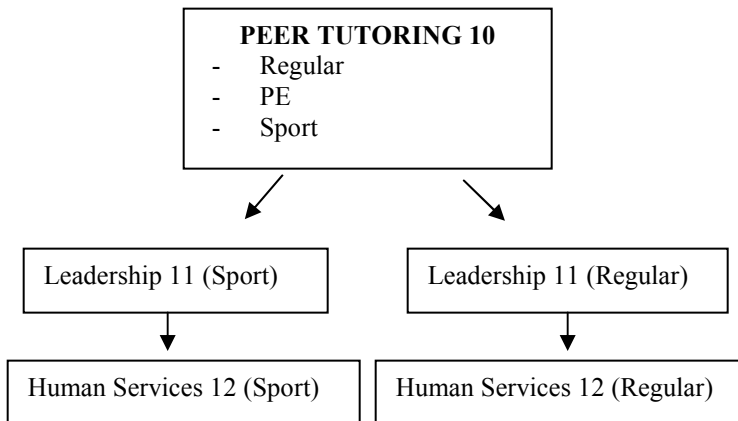 PEER TUTORING 10
- Regular
- PE
- Sport
Leadership 11 (Sport)
Leadership 11 (Regular)
Human Services 12 (Sport)
Human Services 12 (Regular)